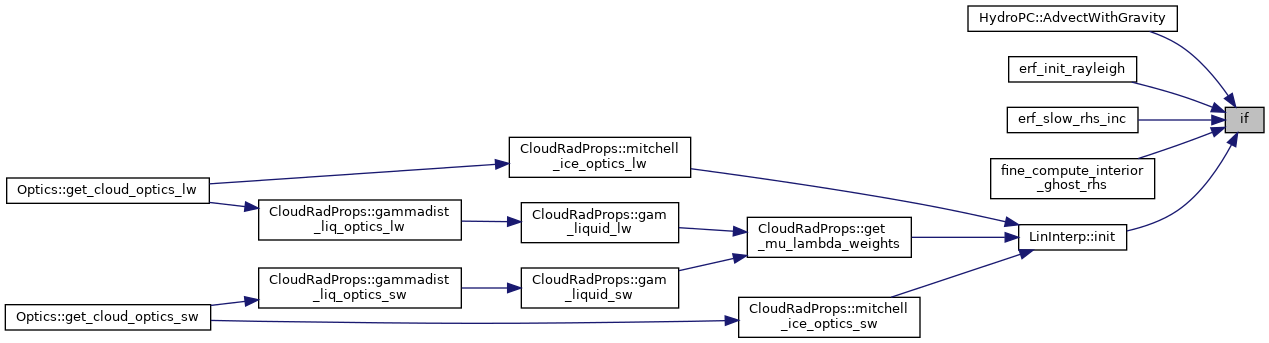 HydroPC::AdvectWithGravity
erf_init_rayleigh
erf_slow_rhs_inc
if
CloudRadProps::mitchell
_ice_optics_lw
fine_compute_interior
_ghost_rhs
Optics::get_cloud_optics_lw
CloudRadProps::gammadist
_liq_optics_lw
CloudRadProps::gam
_liquid_lw
CloudRadProps::get
_mu_lambda_weights
LinInterp::init
CloudRadProps::gammadist
_liq_optics_sw
CloudRadProps::gam
_liquid_sw
Optics::get_cloud_optics_sw
CloudRadProps::mitchell
_ice_optics_sw